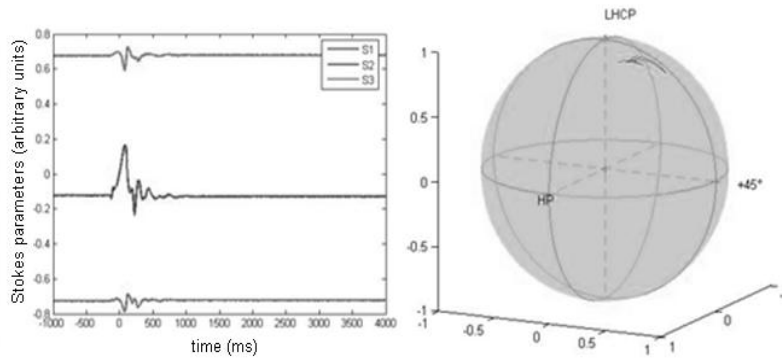 Stokes parameters (arbitrary units)
0.8
0.6
0.4
0.2
0
-0.2
-0.4
-0.6
-0.8
-1000 -500 0 500 1000 1500 2000 2500 3000 3500 4000
time (ms)
S1
S2
S3
LHCP
1
0.5
0
-0.5
-1
HP
+45°
-1 -0.5 0 0.5 1
1
0